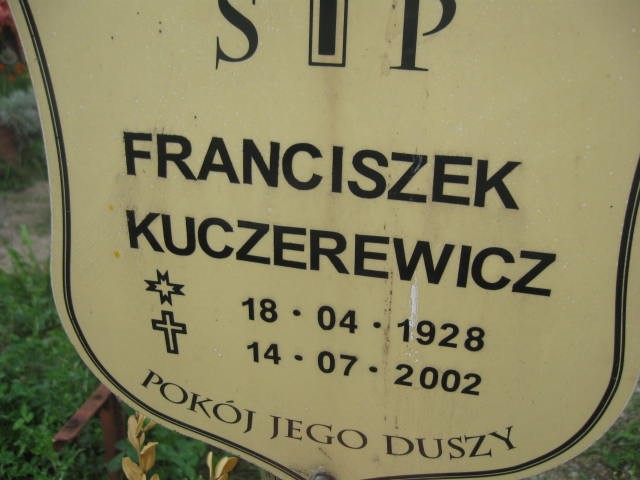 S P
FRANCISZEK
KUCZEREWICZ
18 · 04 · 1928
14 · 07 · 2002
POKÓJ JEGO DUSZY